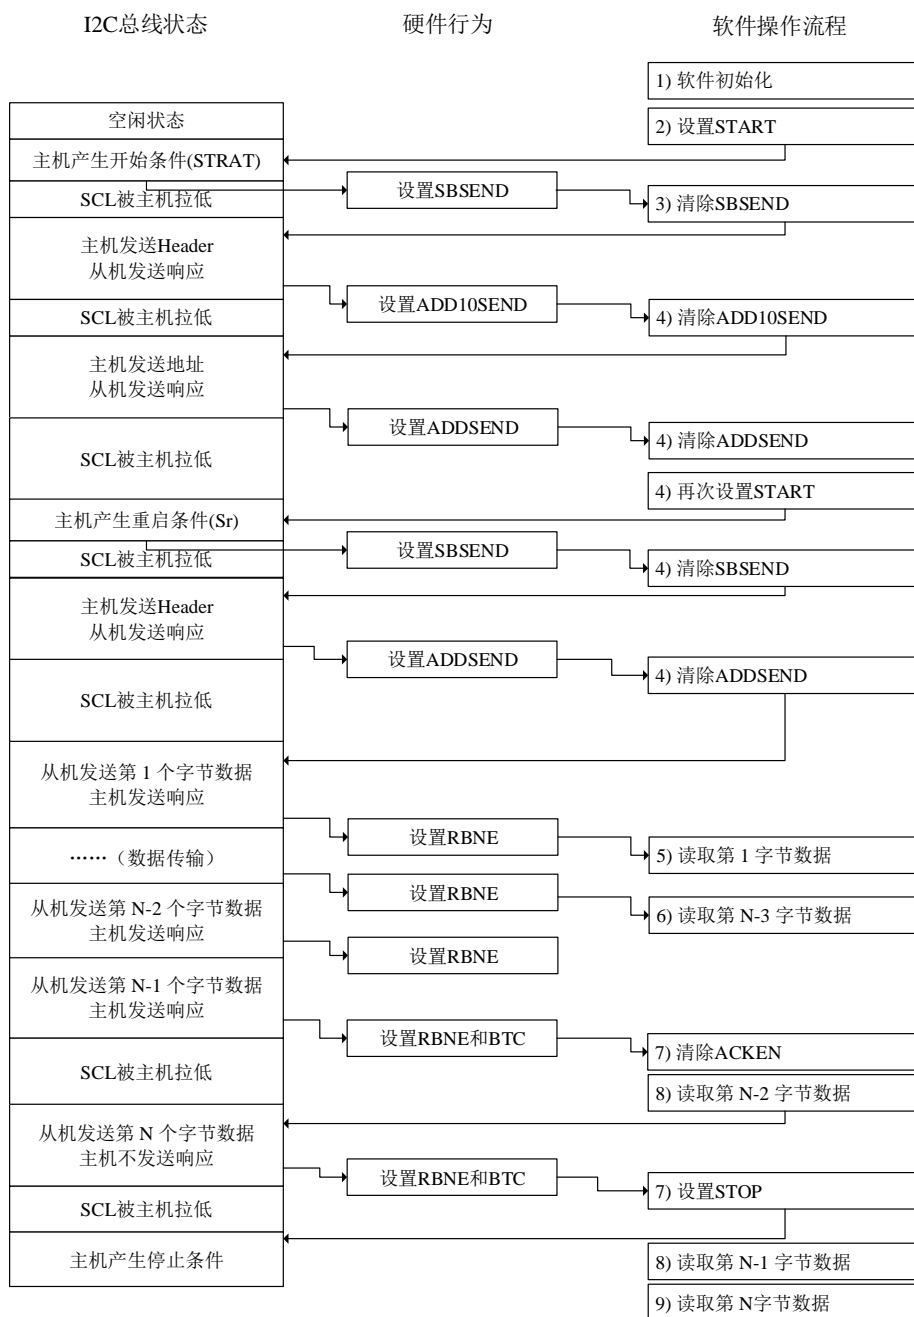 I2C总线状态
硬件行为
软件操作流程
1) 软件初始化
空闲状态
2) 设置START
主机产生开始条件(STRAT)
SCL被主机拉低
设置SBSEND
3) 清除SBSEND
主机发送Header
从机发送响应
设置ADD10SEND
SCL被主机拉低
4) 清除ADD10SEND
主机发送地址
从机发送响应
设置ADDSEND
4) 清除ADDSEND
SCL被主机拉低
4) 再次设置START
主机产生重启条件(Sr)
设置SBSEND
SCL被主机拉低
4) 清除SBSEND
主机发送Header
从机发送响应
设置ADDSEND
4) 清除ADDSEND
SCL被主机拉低
从机发送第 1 个字节数据
主机发送响应
设置RBNE
5) 读取第 1 字节数据
……（数据传输）
设置RBNE
6) 读取第 N-3 字节数据
从机发送第 N-2 个字节数据
主机发送响应
设置RBNE
从机发送第 N-1 个字节数据
主机发送响应
设置RBNE和BTC
7) 清除ACKEN
SCL被主机拉低
8) 读取第 N-2 字节数据
从机发送第 N 个字节数据
主机不发送响应
设置RBNE和BTC
7) 设置STOP
SCL被主机拉低
主机产生停止条件
8) 读取第 N-1 字节数据
9) 读取第 N字节数据